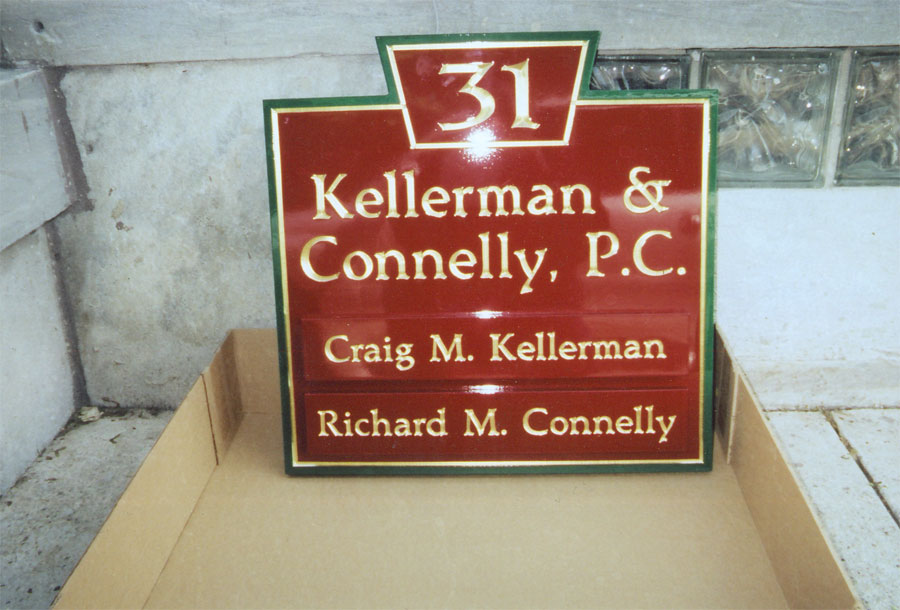 31
Kellerman &
Connelly, P.C.
Craig M. Kellerman
Richard M. Connelly